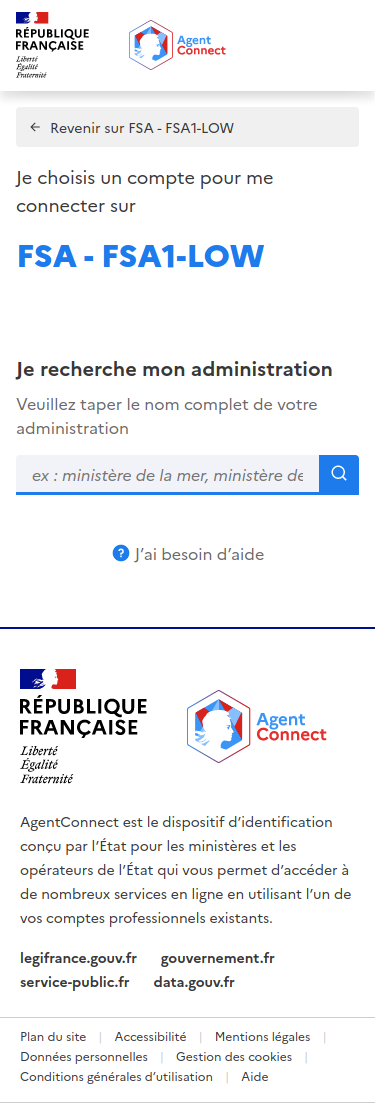 RÉPUBLIQUE
FRANÇAISE
Liberté
Égalité
Fraternité
Agent
Connect
← Revenir sur FSA - FSA1-LOW
Je choisis un compte pour me
connecter sur
FSA - FSA1-LOW
Je recherche mon administration
Veuillez taper le nom complet de votre
administration
ex : ministère de la mer, ministère de
? J’ai besoin d’aide
RÉPUBLIQUE
FRANÇAISE
Liberté
Égalité
Fraternité
Agent
Connect
AgentConnect est le dispositif d’identification
conçu par l’État pour les ministères et les
opérateurs de l’État qui vous permet d’accéder à
de nombreux services en ligne en utilisant l’un de
vos comptes professionnels existants.
legifrance.gouv.fr gouvernement.fr
service-public.fr data.gouv.fr
Plan du site | Accessibilité | Mentions légales |
Données personnelles | Gestion des cookies |
Conditions générales d’utilisation | Aide